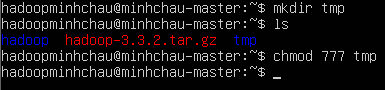 hadoopminhchau@minhchau-master:~$ mkdir tmp
hadoopminhchau@minhchau-master:~$ ls
hadoop  hadoop-3.3.2.tar.gz  tmp
hadoopminhchau@minhchau-master:~$ chmod 777 tmp
hadoopminhchau@minhchau-master:~$ _